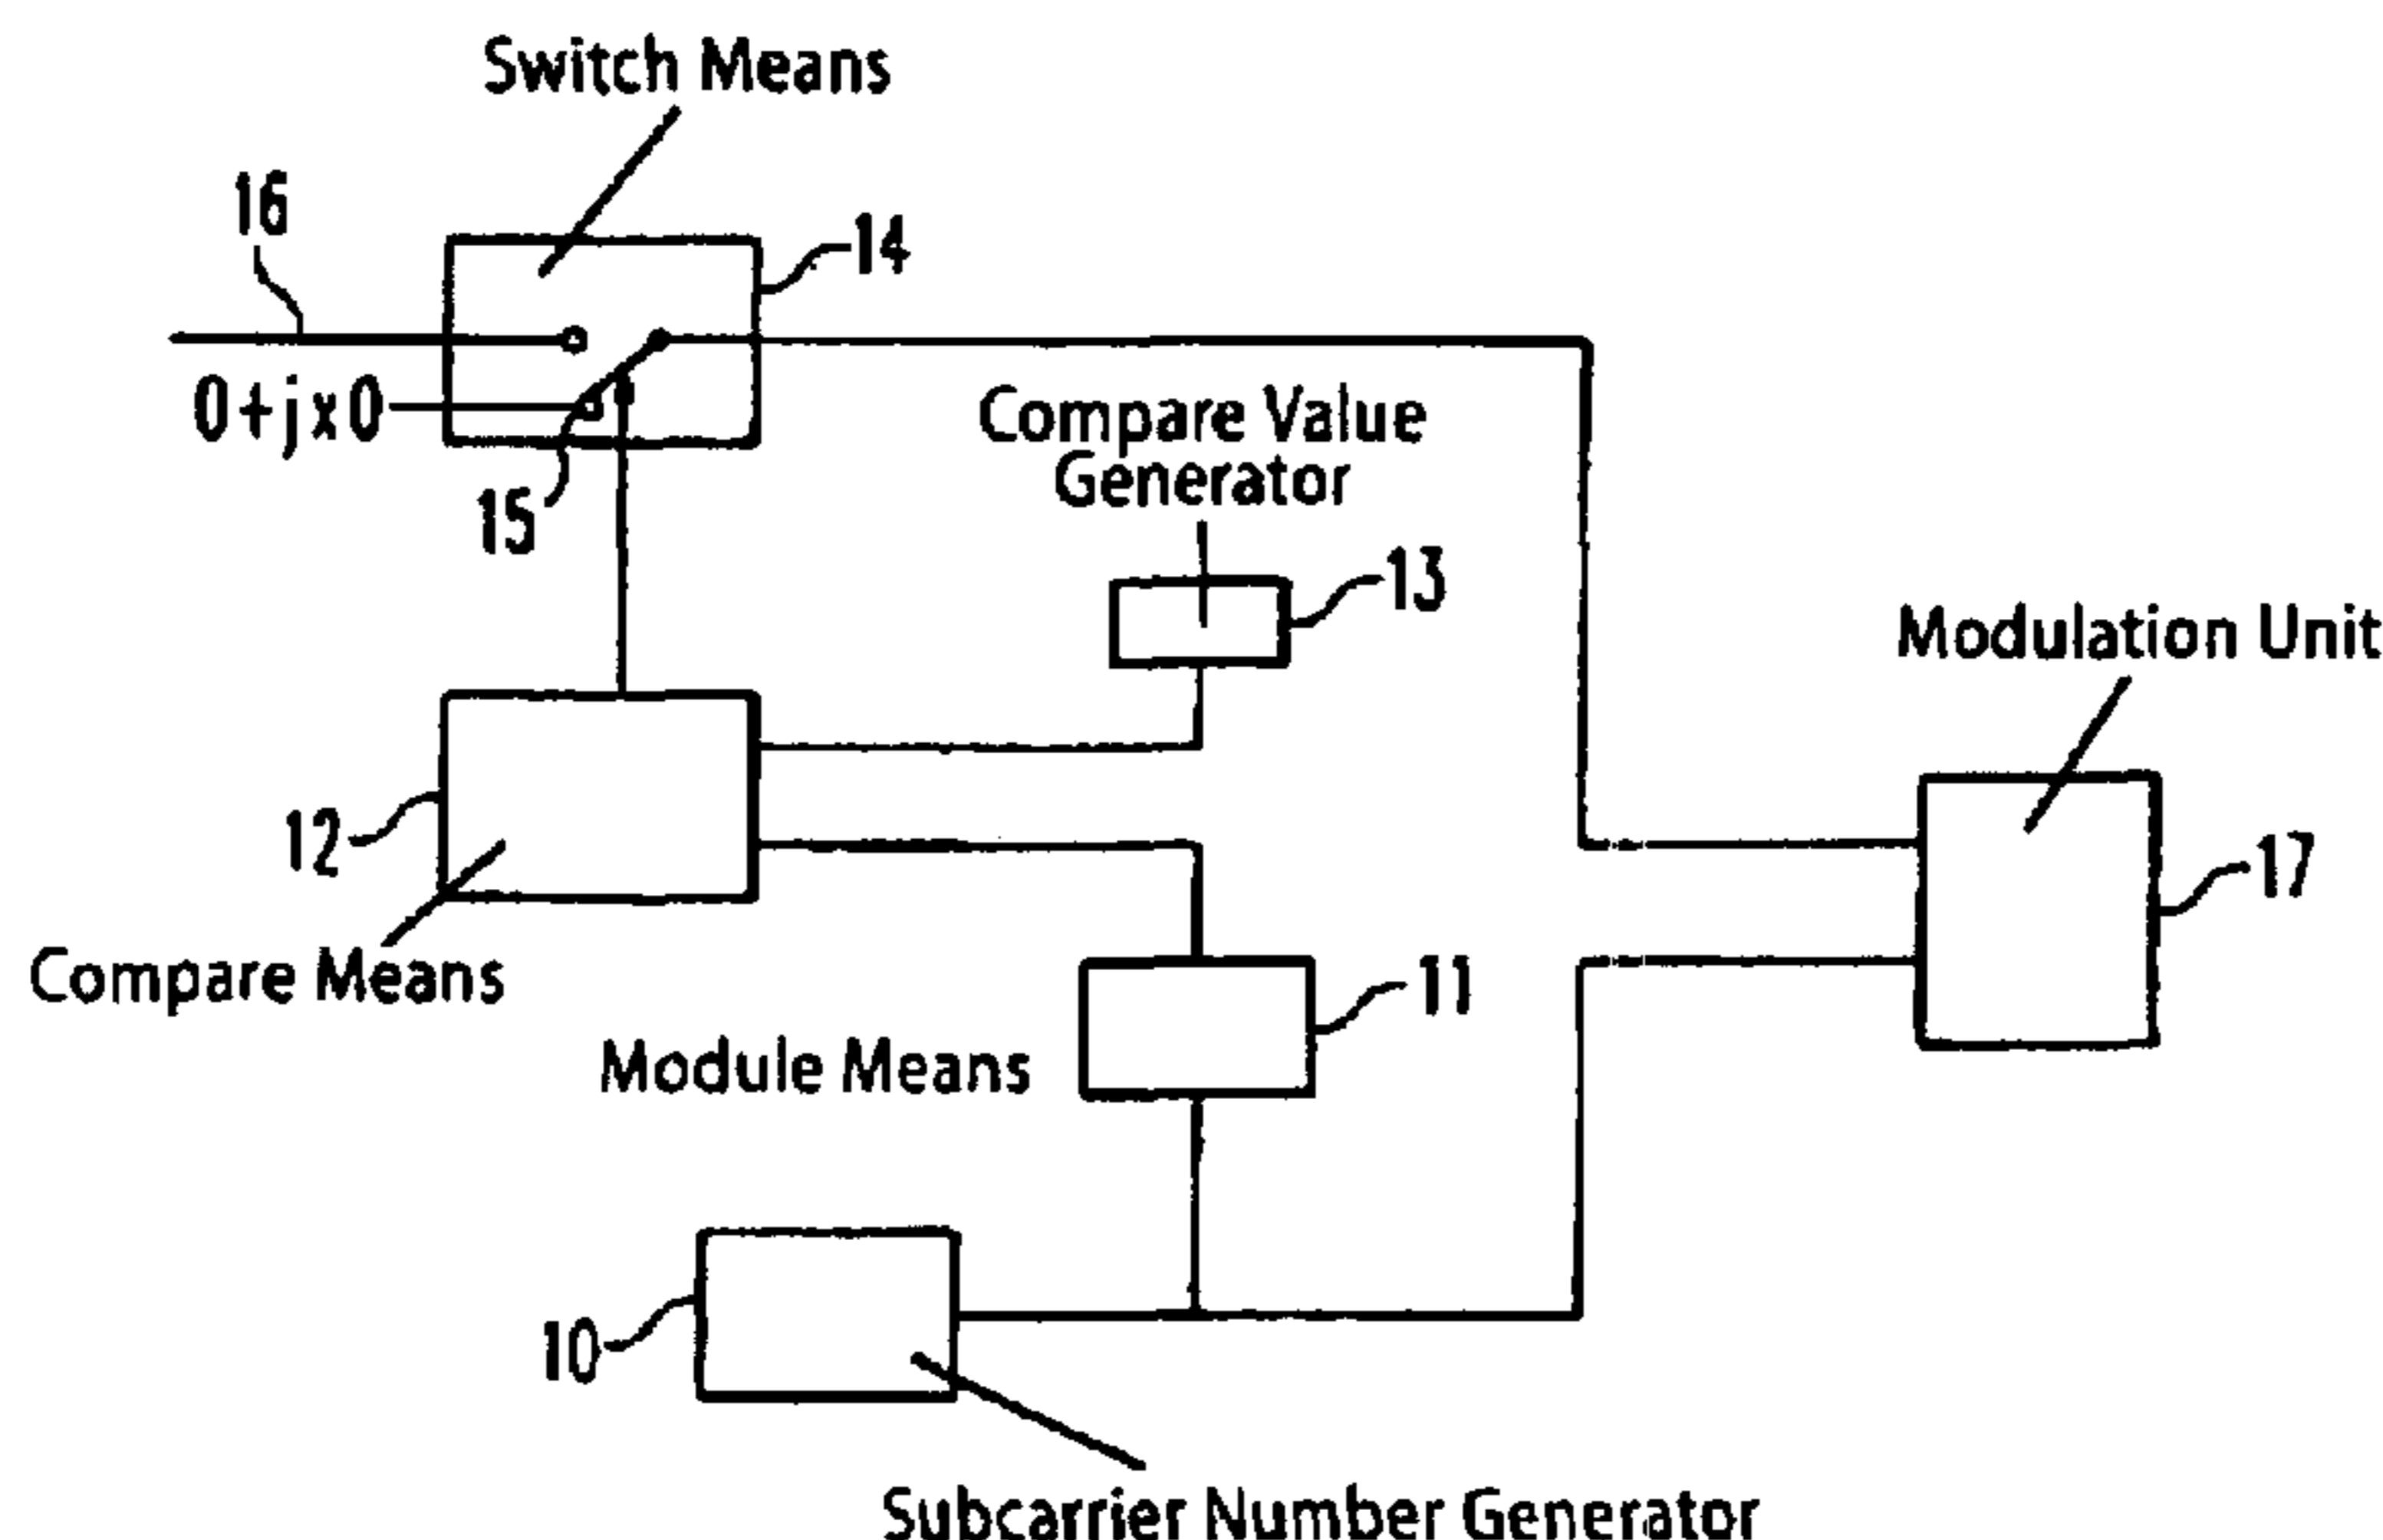 Switch Means
16
14
0+jx0
15
Compare Value
Generator
13
Modulation Unit
12
17
Compare Means
11
Module Means
10
Subcarrier Number Generator